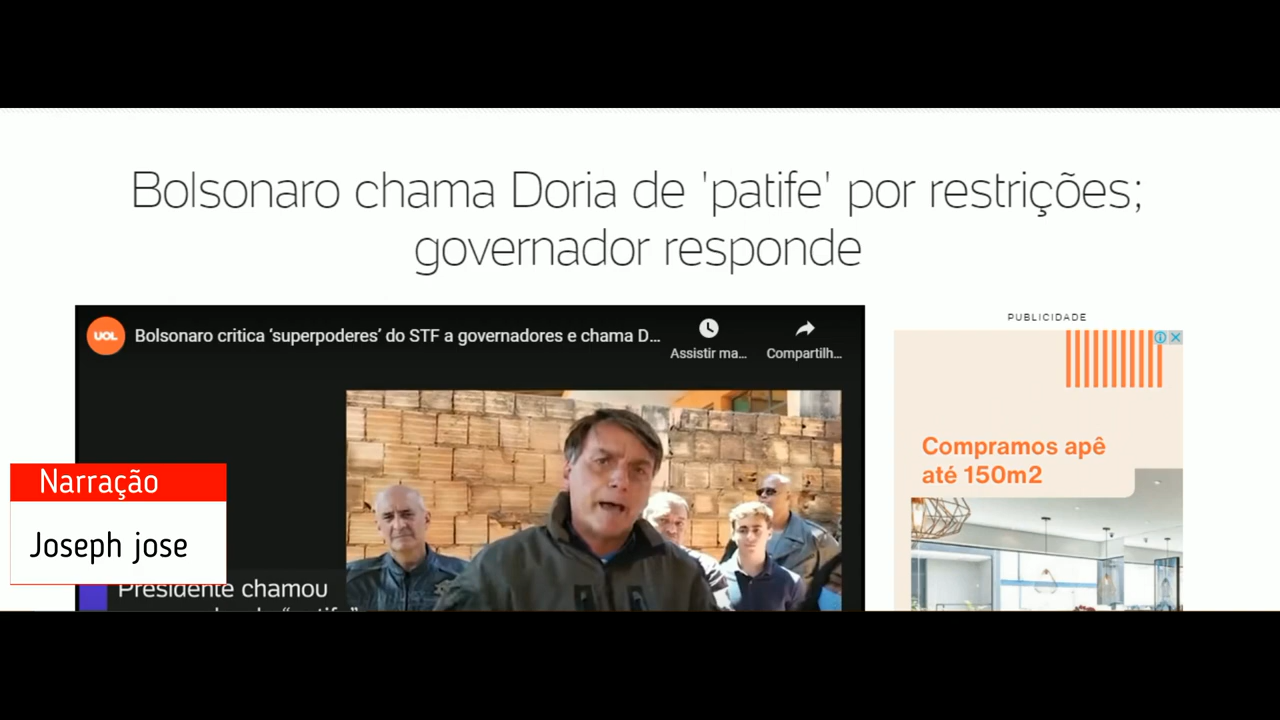 Bolsonaro chama Doria de 'patife' por restrições;
governador responde
UOL Bolsonaro critica ‘superpoderes’ do STF a governadores e chama D...
Assistir ma...
Compartilh...
PUBLICIDADE
Compramos apê
até 150m2
Narração
Joseph jose
Presidente chamou